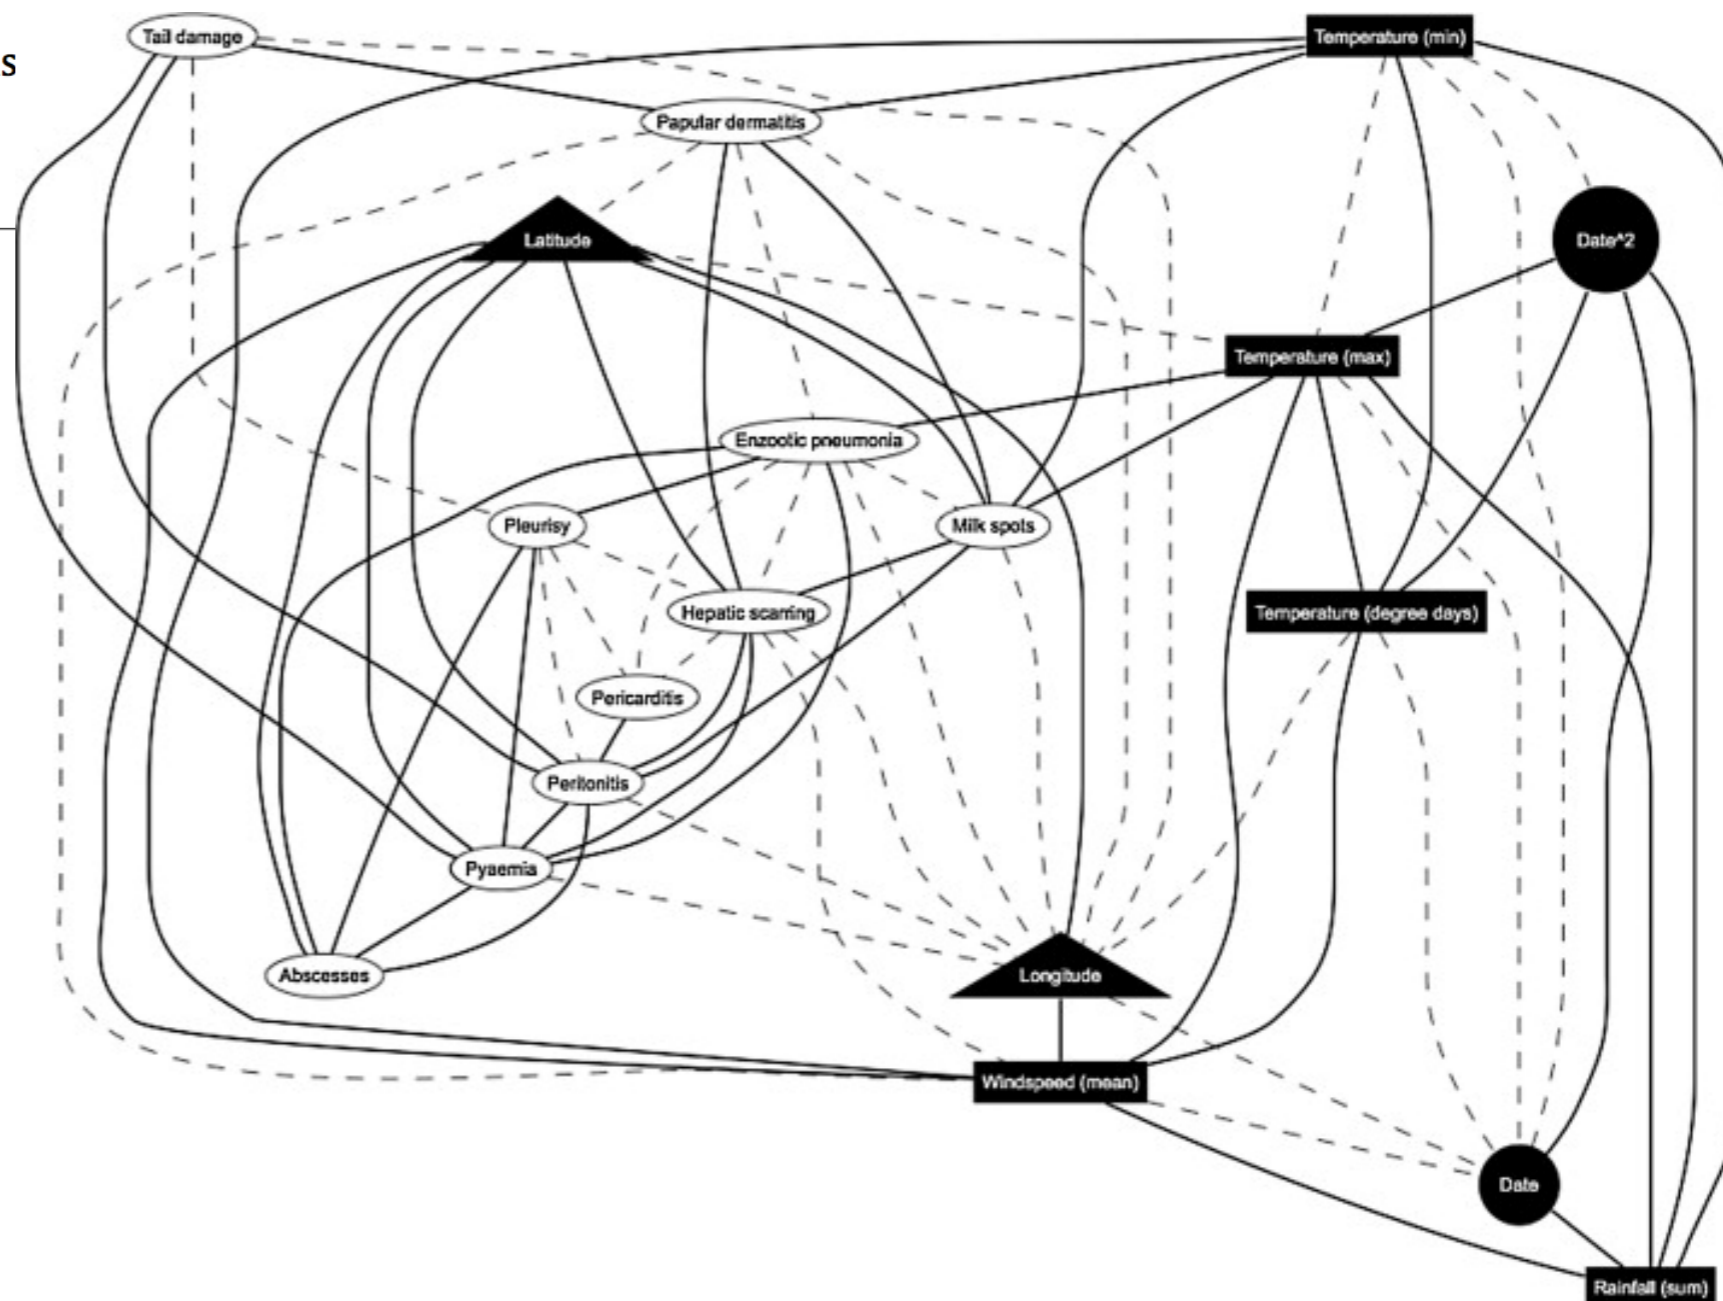 Tail damage
Temperature (min)
s
Papular dermatitis
Latitude
Date^2
Temperature (max)
Enzootic pneumonia
Pleurisy
Milk spots
Hepatic scarring
Temperature (degree days)
Pericarditis
Peritonitis
Pyaemia
Abscesses
Longitude
Windspeed (mean)
Date
Rainfall (sum)